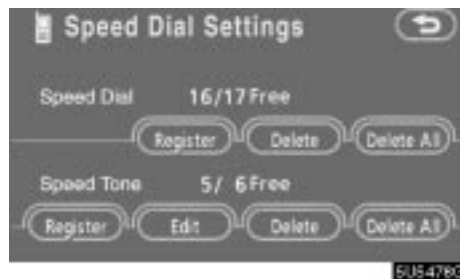 Speed Dial Settings
Speed Dial 16/17 Free
Register Delete Delete All
Speed Tone 5/ 6 Free
Register Edit Delete Delete All
5U5476C